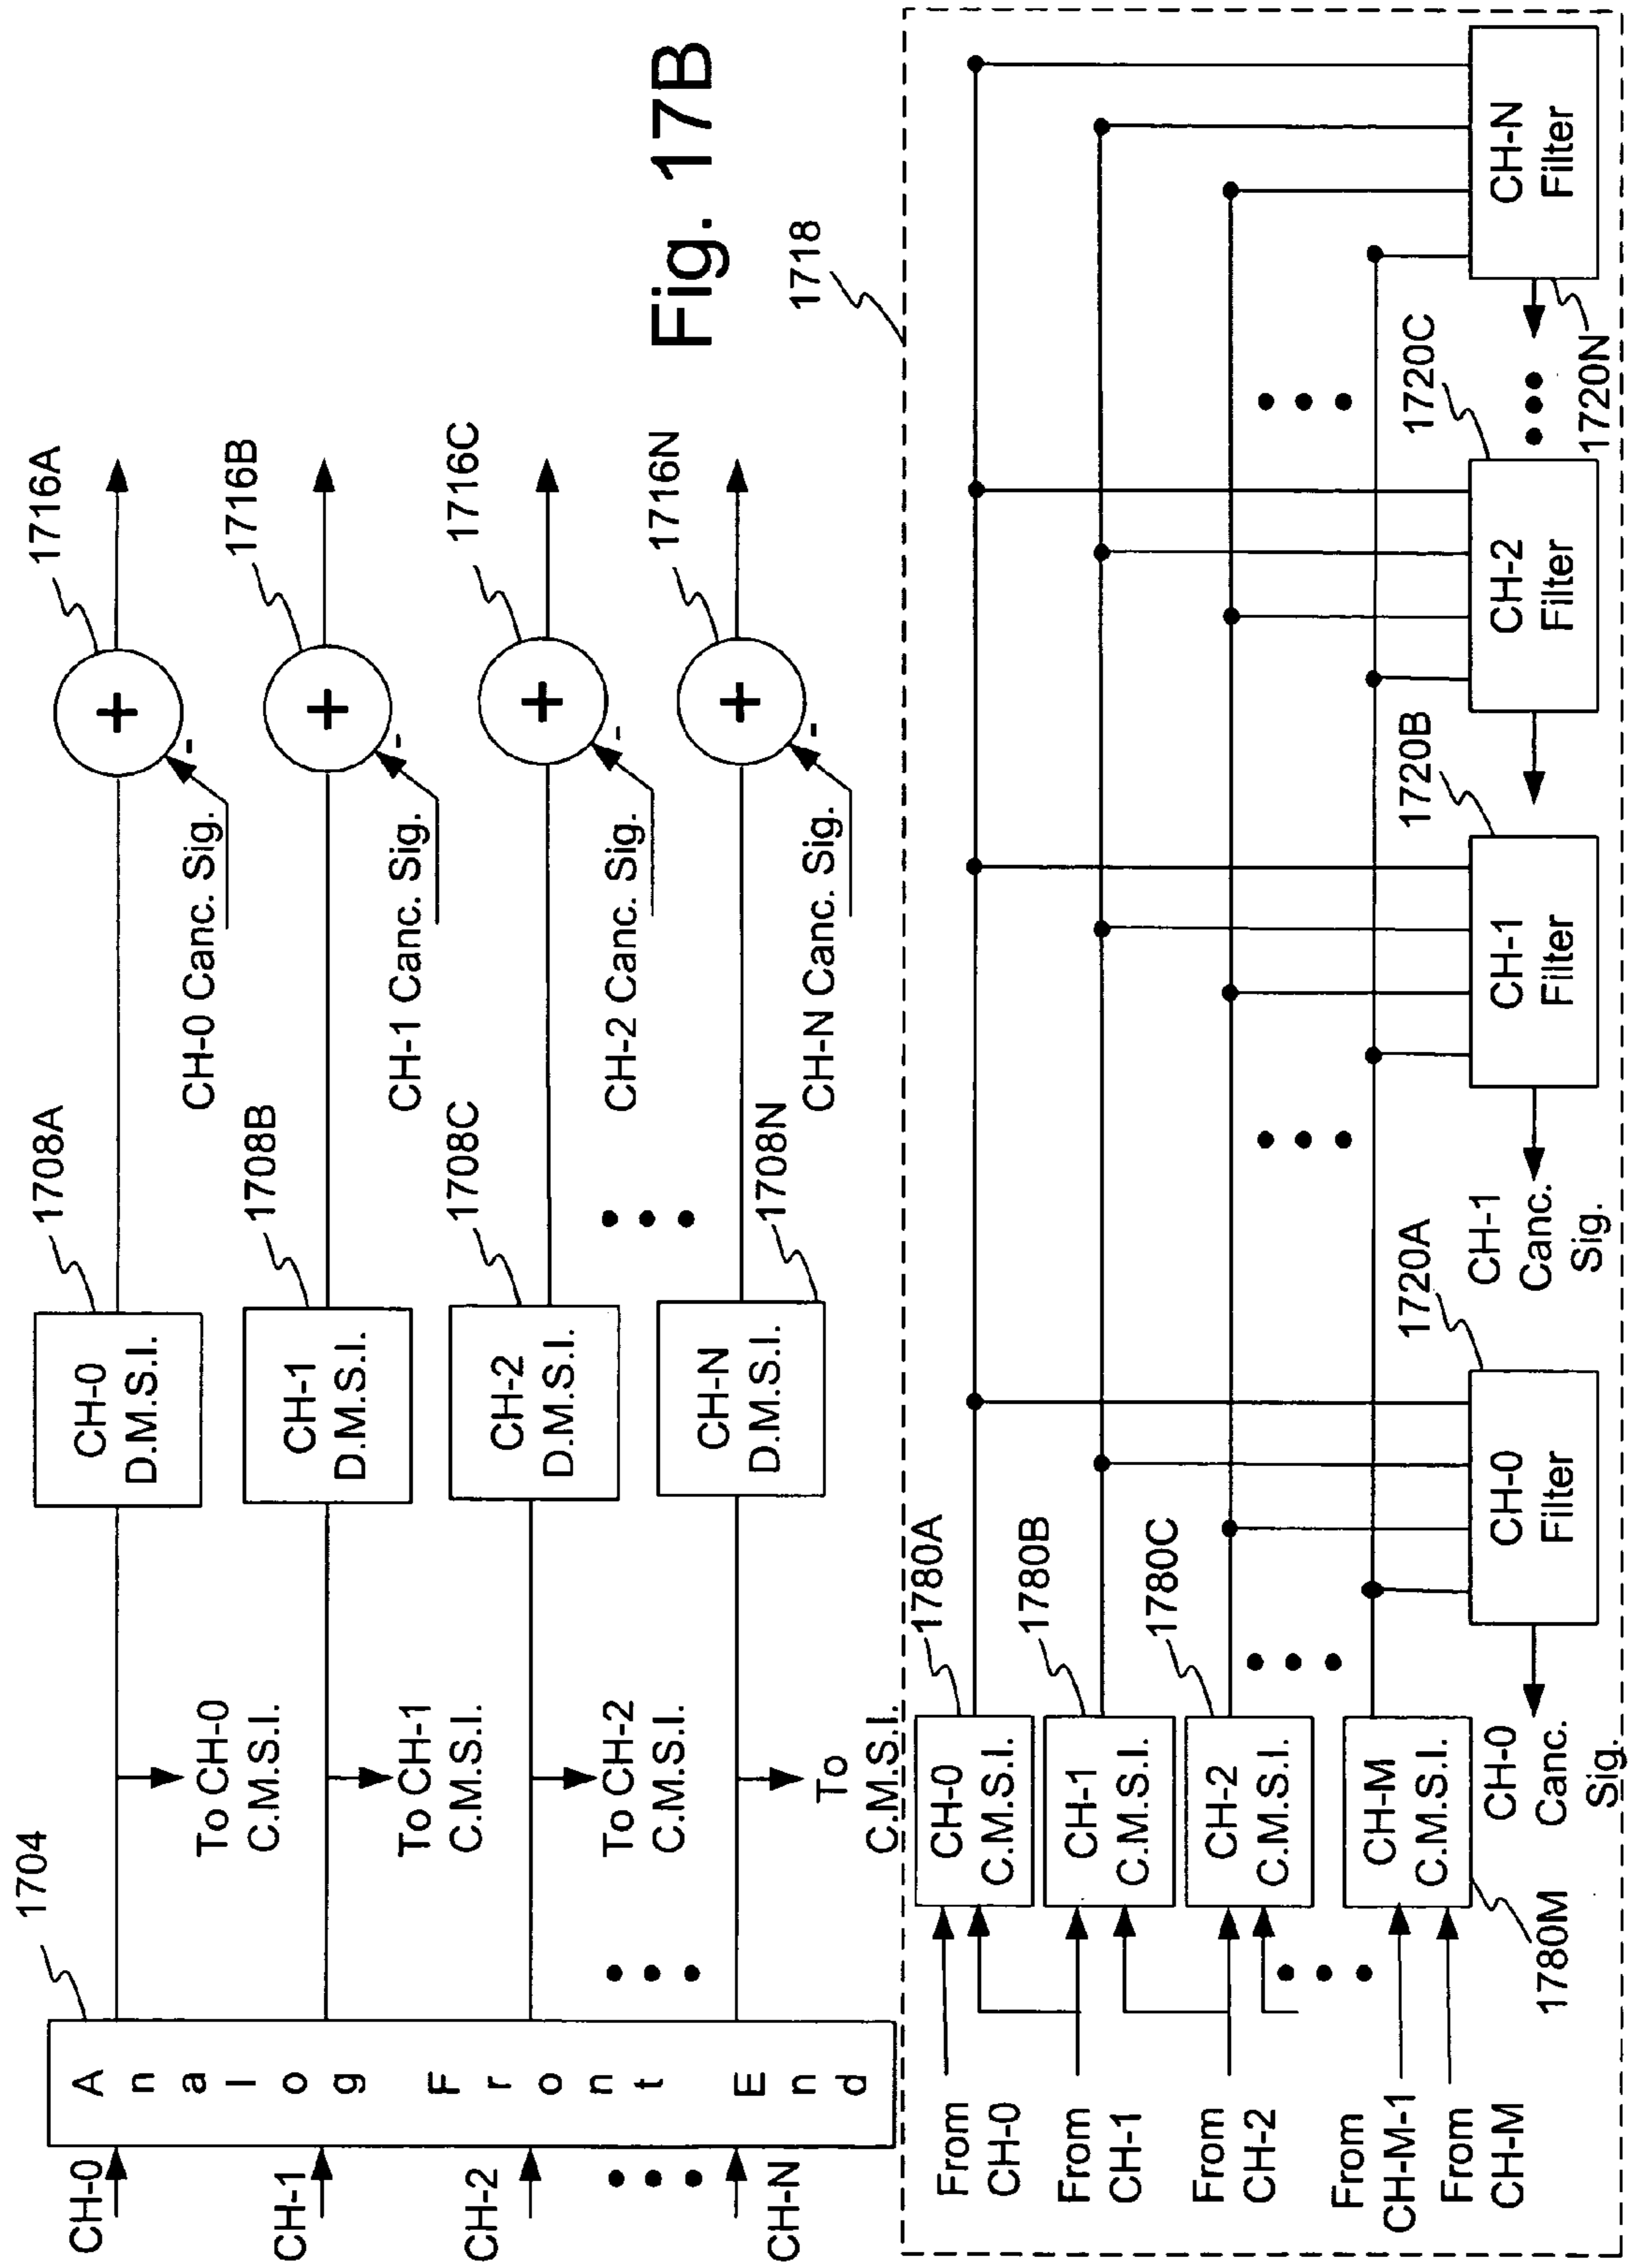 Fig. 17B
1704
1708A
1716A
CH-0
Analog Front End
To CH-0
C.M.S.I.
CH-0
D.M.S.I.
CH-0 Canc. Sig.
+
-
1708B
1716B
CH-1
To CH-1
C.M.S.I.
CH-1
D.M.S.I.
CH-1 Canc. Sig.
+
-
1708C
1716C
CH-2
To CH-2
C.M.S.I.
CH-2
D.M.S.I.
CH-2 Canc. Sig.
+
-
1708N
1716N
CH-N
To
C.M.S.I.
CH-N
D.M.S.I.
CH-N Canc. Sig.
+
-
1718
From
CH-0
CH-0
C.M.S.I.
1780A
From
CH-1
CH-1
C.M.S.I.
1780B
From
CH-2
CH-2
C.M.S.I.
1780C
From
CH-M-1
From
CH-M
CH-M
C.M.S.I.
1780M
CH-0
Canc.
Sig.
CH-0
Filter
1720A
CH-1
Canc.
Sig.
CH-1
Filter
1720B
CH-2
Filter
1720C
CH-N
Filter
1720N